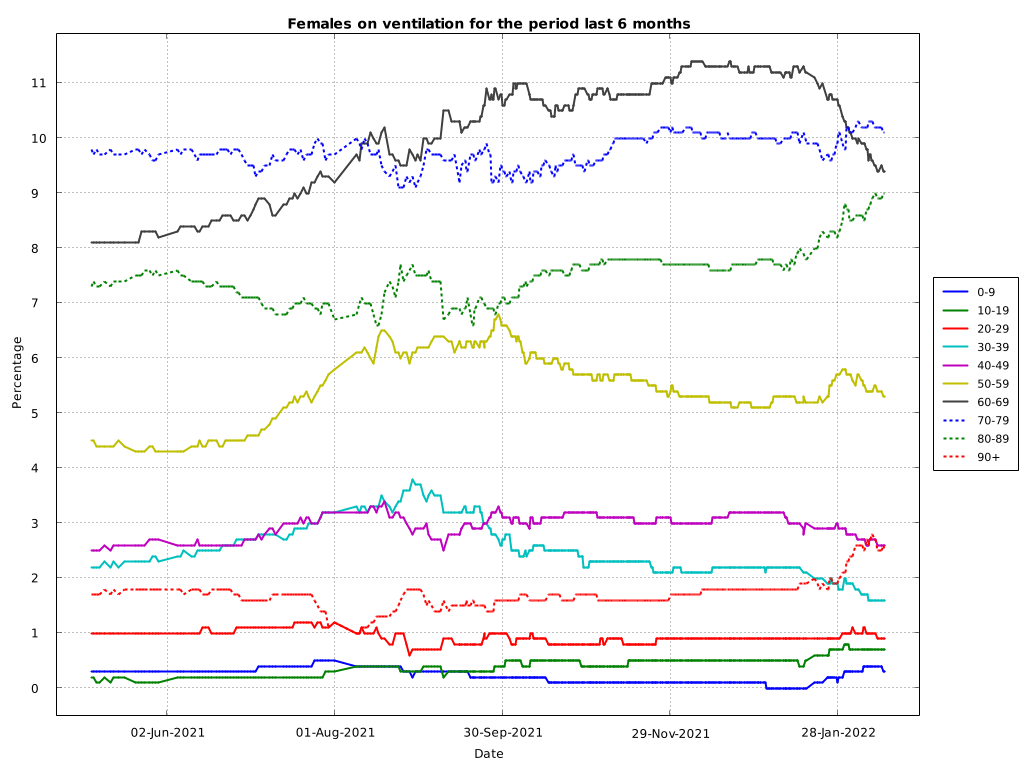 Females on ventilation for the period last 6 months
Percentage
11
10
9
8
7
6
5
4
3
2
1
0
02-Jun-2021
01-Aug-2021
30-Sep-2021
29-Nov-2021
28-Jan-2022
Date
0-9
10-19
20-29
30-39
40-49
50-59
60-69
70-79
80-89
90+